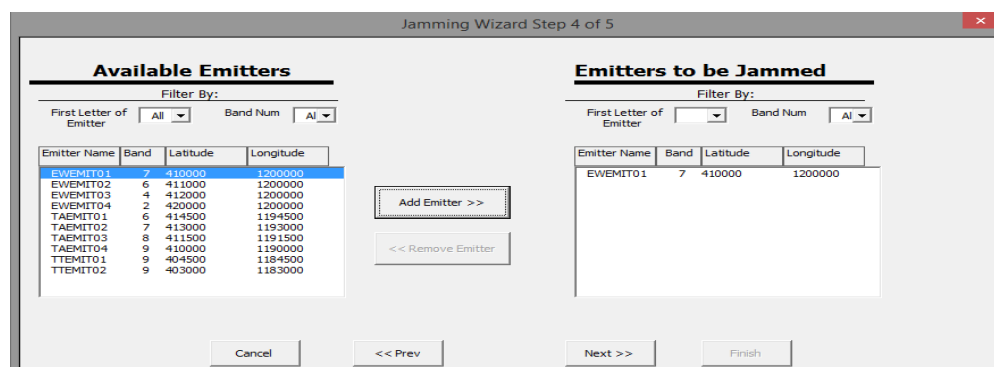 Jamming Wizard Step 4 of 5
Available Emitters
Filter By:
First Letter of Emitter All Band Num Al
Emitter Name Band Latitude Longitude
EWEMIT01 7 410000 1200000
EWEMIT02 6 411000 1200000
EWEMIT03 4 412000 1200000
EWEMIT04 2 420000 1200000
TAEMIT01 6 414500 1194500
TAEMIT02 7 413000 1193000
TAEMIT03 8 411500 1191500
TAEMIT04 9 410000 1190000
TTEMIT01 9 404500 1184500
TTEMIT02 9 403000 1183000
Add Emitter >>
<< Remove Emitter
Emitters to be Jammed
Filter By:
First Letter of Emitter Band Num Al
Emitter Name Band Latitude Longitude
EWEMIT01 7 410000 1200000
Cancel << Prev Next >> Finish